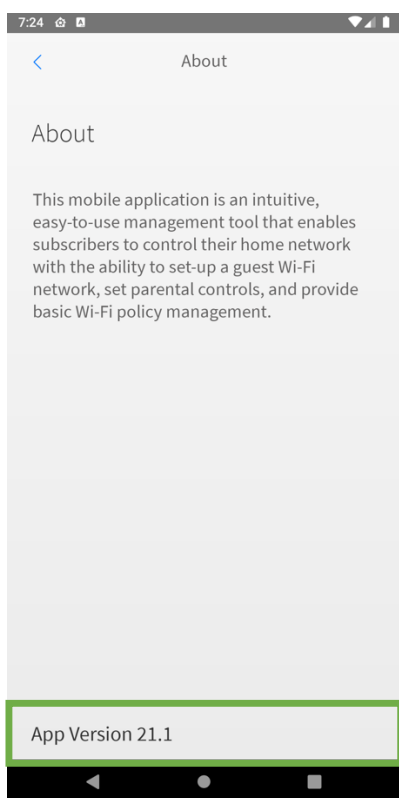 7:24
About
About
This mobile application is an intuitive,
easy-to-use management tool that enables
subscribers to control their home network
with the ability to set-up a guest Wi-Fi
network, set parental controls, and provide
basic Wi-Fi policy management.
App Version 21.1